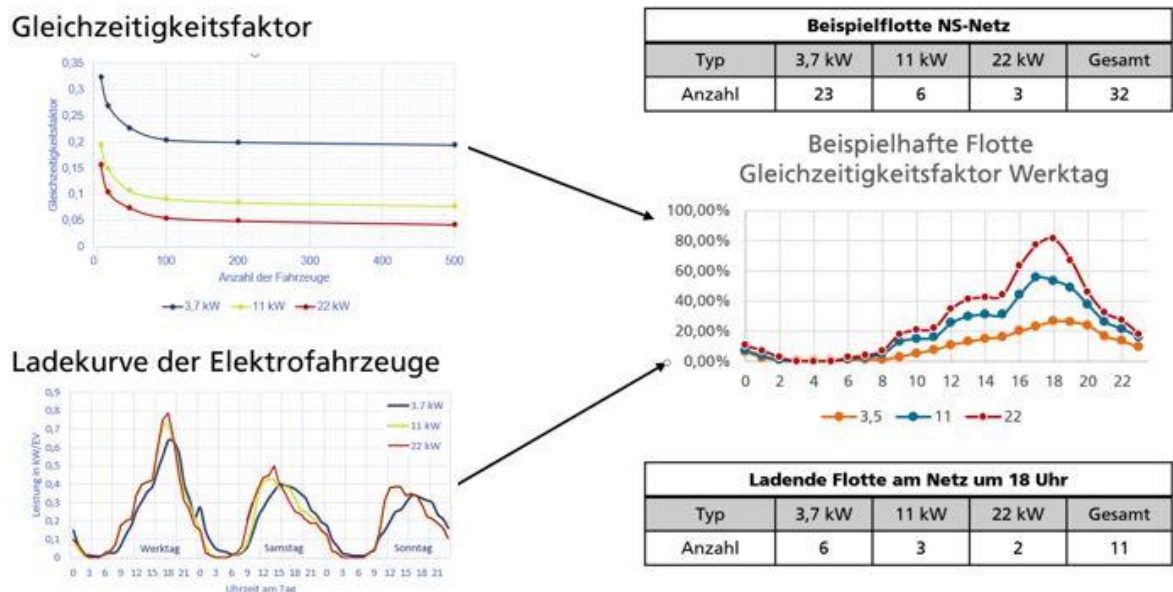 Gleichzeitigkeitsfaktor
0,35
0,3
0,25
0,2
0,15
0,1
0,05
0
Gleichzeitigkeitsfaktor
0 100 200 300 400 500
Anzahl der Fahrzeuge
3,7 kW 11 kW 22 kW
Ladekurve der Elektrofahrzeuge
0,9
0,8
0,7
0,6
0,5
0,4
0,3
0,2
0,1
0
Leistung in kW/EV
3.7 kW
11 kW
22 kW
Werktag Samstag Sonntag
0 3 6 9 12 15 18 21 0 3 6 9 12 15 18 21 0 3 6 9 12 15 18 21
Uhrzeit am Tag
Beispielflotte NS-Netz
Typ 3,7 kW 11 kW 22 kW Gesamt
Anzahl 23 6 3 32
Beispielhafte Flotte
Gleichzeitigkeitsfaktor Werktag
100,00%
80,00%
60,00%
40,00%
20,00%
0,00%
0 2 4 6 8 10 12 14 16 18 20 22
3,5 11 22
Ladende Flotte am Netz um 18 Uhr
Typ 3,7 kW 11 kW 22 kW Gesamt
Anzahl 6 3 2 11